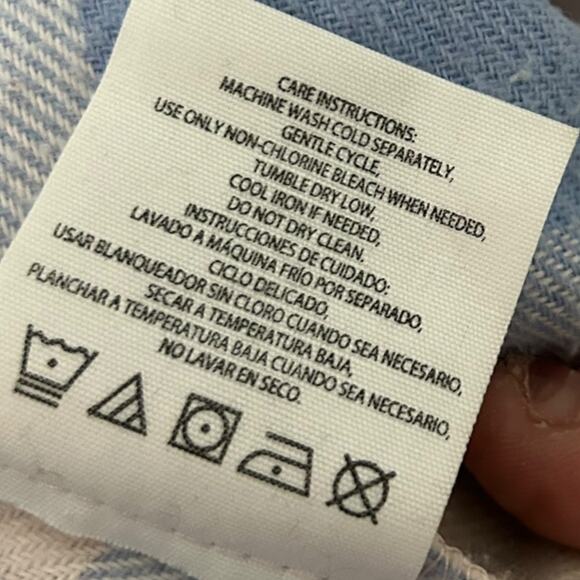 CARE INSTRUCTIONS:
MACHINE WASH COLD SEPARATELY,
GENTLE CYCLE,
USE ONLY NON-CHLORINE BLEACH WHEN NEEDED,
TUMBLE DRY LOW,
COOL IRON IF NEEDED,
DO NOT DRY CLEAN.
INSTRUCCIONES DE CUIDADO:
LAVADO A MÁQUINA FRÍO POR SEPARADO,
CICLO DELICADO,
USAR BLANQUEADOR SIN CLORO CUANDO SEA NECESARIO,
SECAR A TEMPERATURA BAJA,
PLANCHAR A TEMPERATURA BAJA CUANDO SEA NECESARIO,
NO LAVAR EN SECO.